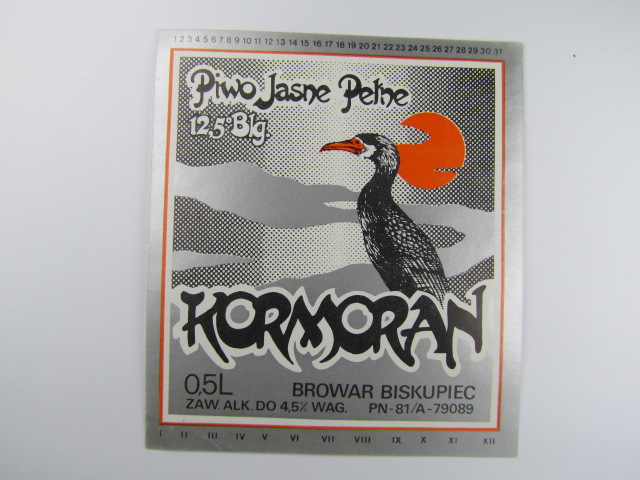 1 2 3 4 5 6 7 8 9 10 11 12 13 14 15 16 17 18 19 20 21 22 23 24 25 26 27 28 29 30 31
Piwo Jasne Pełne
12,5° Blg.
KORMORAN
0,5L BROWAR BISKUPIEC
ZAW. ALK. DO 4,5% WAG. PN-81/A-79089
I II III IV V VI VII VIII IX X XI XII